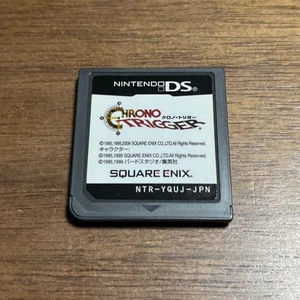 NINTENDO DS
CHRONO
クロノ・トリガー
TRIGGER
©1995,1999,2008 SQUARE ENIX CO.,LTD.All Rights Reserved.
キャラクター:
©1995,1999 SQUARE ENIX CO.,LTD.All Rights Reserved.
©1995,1999 バードスタジオ/集英社
SQUARE ENIX.
NTR-YQUJ-JPN